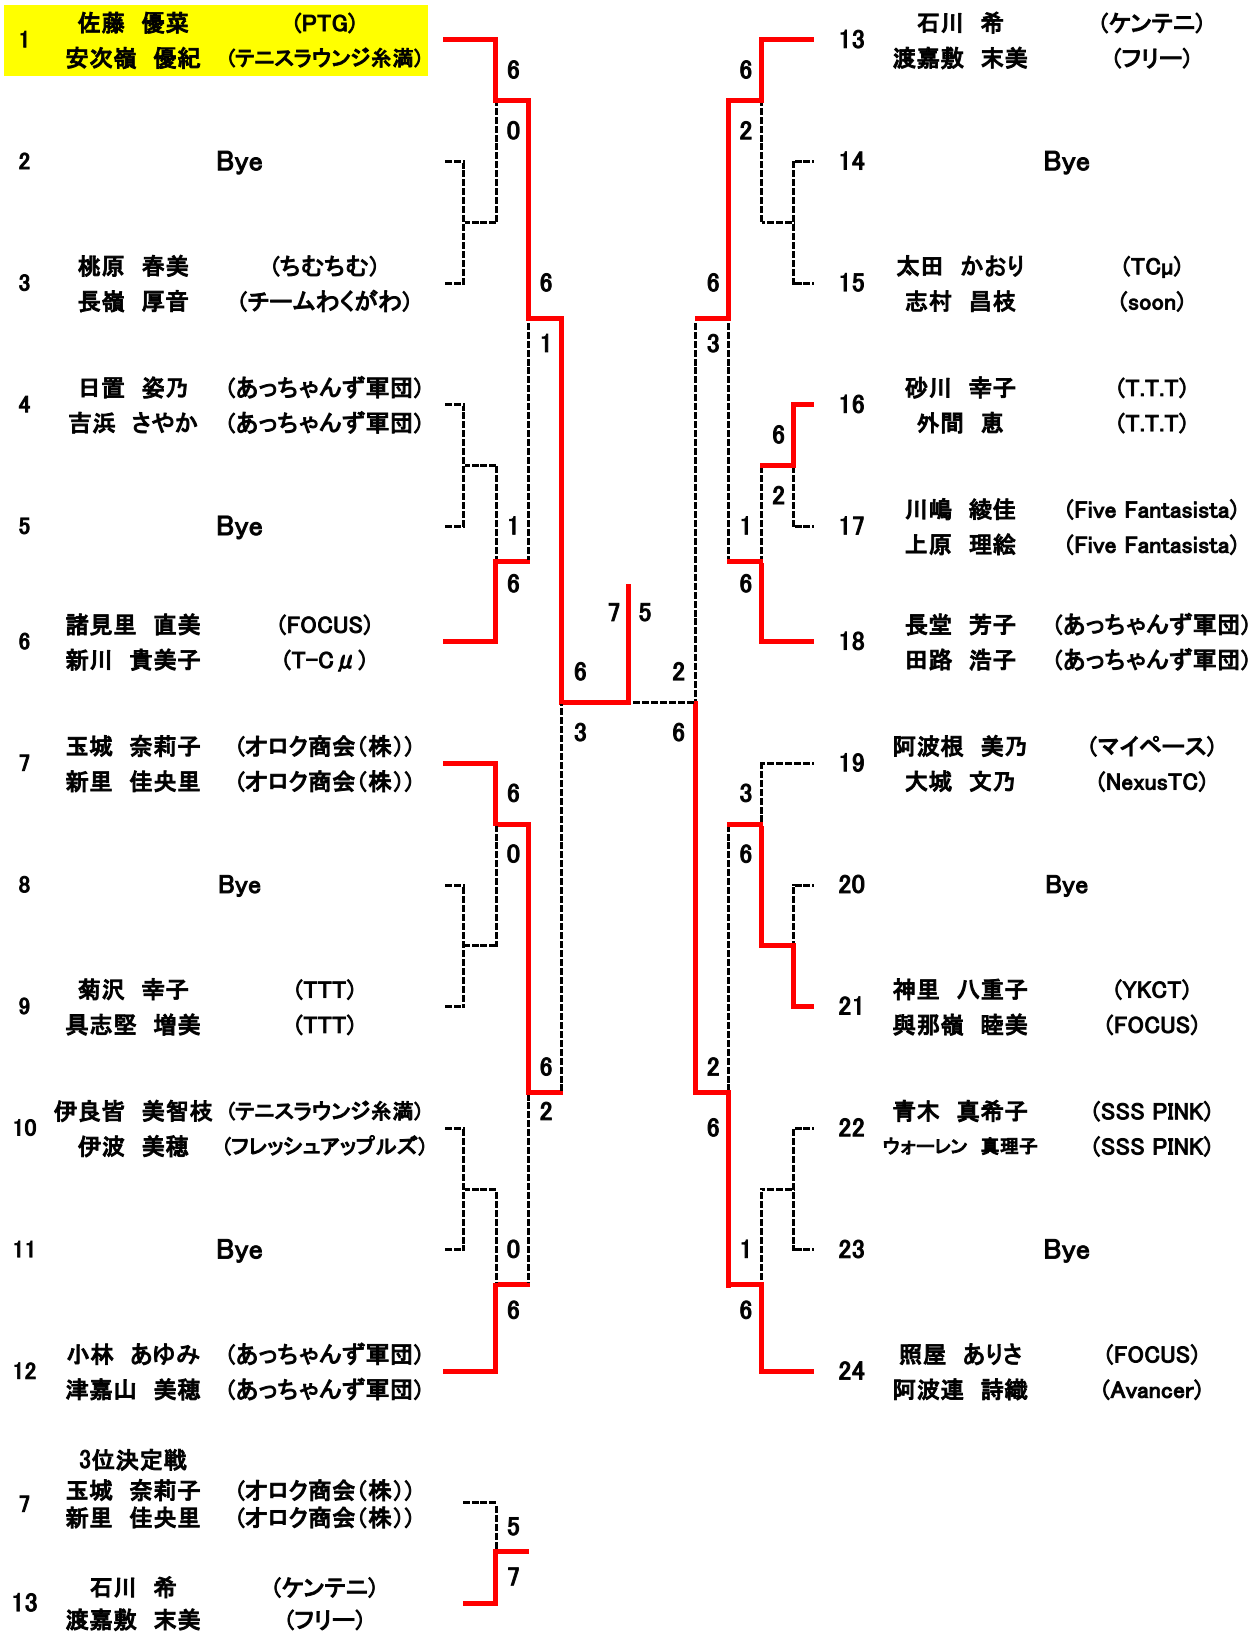 1 佐藤 優菜 (PTG)
安次嶺 優紀 (テニスラウンジ糸満)
6
0
2 Bye
3 桃原 春美 (ちむちむ)
長嶺 厚音 (チームわくがわ)
6
1
4 日置 姿乃 (あっちゃんず軍団)
吉浜 さやか (あっちゃんず軍団)
5 Bye
1
6
6 諸見里 直美 (FOCUS)
新川 貴美子 (T-Cμ)
6
3
7 玉城 奈莉子 (オロク商会(株))
新里 佳央里 (オロク商会(株))
6
0
8 Bye
9 菊沢 幸子 (TTT)
具志堅 増美 (TTT)
6
2
10 伊良皆 美智枝 (テニスラウンジ糸満)
伊波 美穂 (フレッシュアップルズ)
11 Bye
0
6
12 小林 あゆみ (あっちゃんず軍団)
津嘉山 美穂 (あっちゃんず軍団)
7 5
13 石川 希 (ケンテニ)
渡嘉敷 末美 (フリー)
6
2
14 Bye
15 太田 かおり (TCμ)
志村 昌枝 (soon)
6
3
16 砂川 幸子 (T.T.T)
外間 恵 (T.T.T)
6
2
17 川嶋 綾佳 (Five Fantasista)
上原 理絵 (Five Fantasista)
1
6
18 長堂 芳子 (あっちゃんず軍団)
田路 浩子 (あっちゃんず軍団)
2
6
19 阿波根 美乃 (マイペース)
大城 文乃 (NexusTC)
3
6
20 Bye
21 神里 八重子 (YKCT)
與那嶺 睦美 (FOCUS)
2
6
22 青木 真希子 (SSS PINK)
ウォーレン 真理子 (SSS PINK)
23 Bye
1
6
24 照屋 ありさ (FOCUS)
阿波連 詩織 (Avancer)
3位決定戦
7 玉城 奈莉子 (オロク商会(株))
新里 佳央里 (オロク商会(株))
5
7
13 石川 希 (ケンテニ)
渡嘉敷 末美 (フリー)